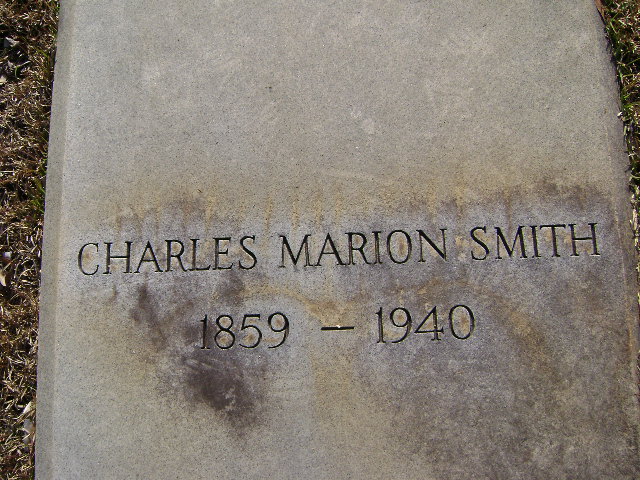 CHARLES MARION SMITH
1859 – 1940